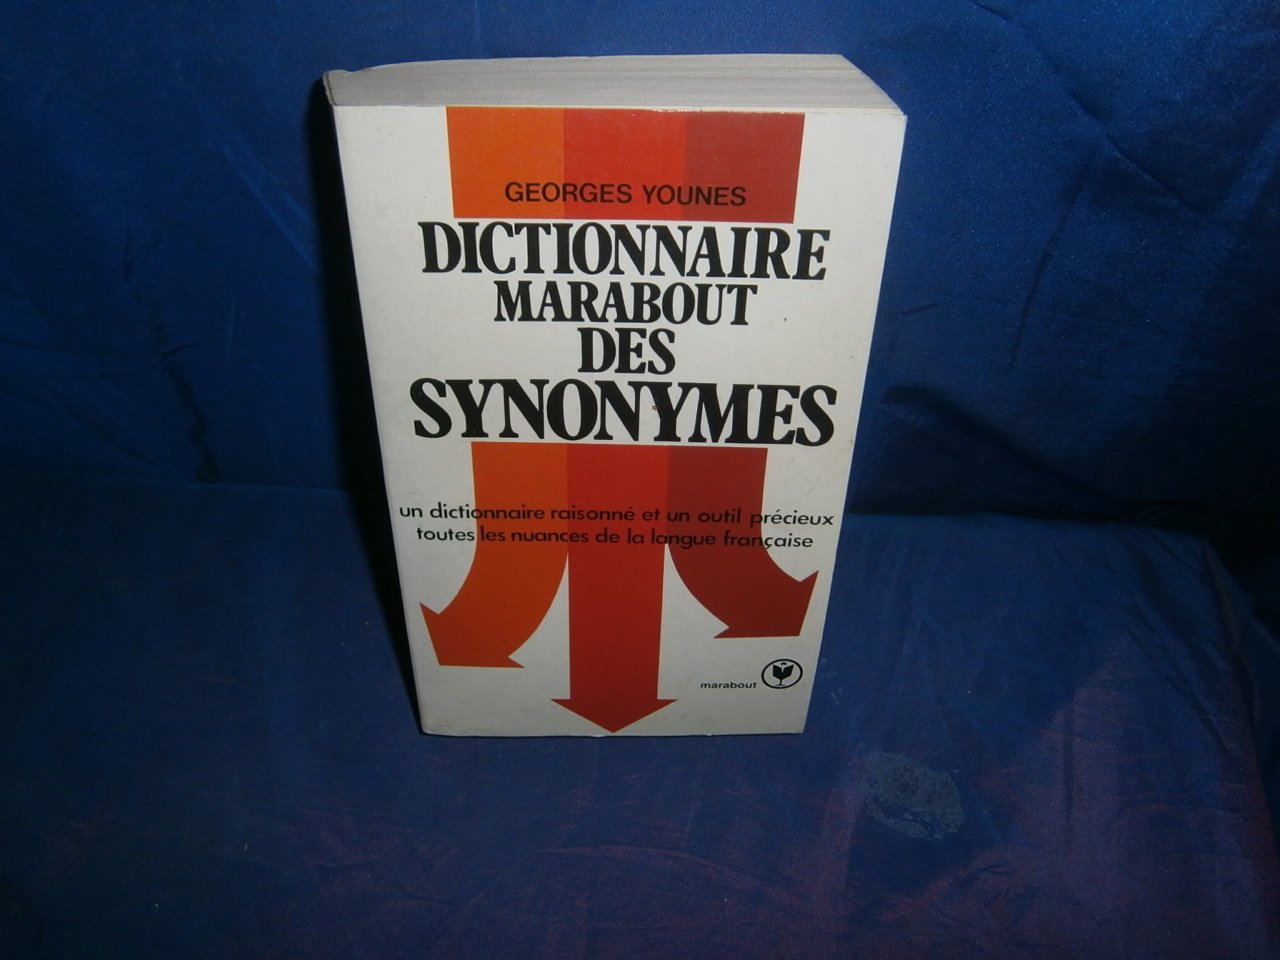 GEORGES YOUNES
DICTIONNAIRE
MARABOUT
DES
SYNONYMES
un dictionnaire raisonné et un outil précieux
toutes les nuances de la langue française
marabout